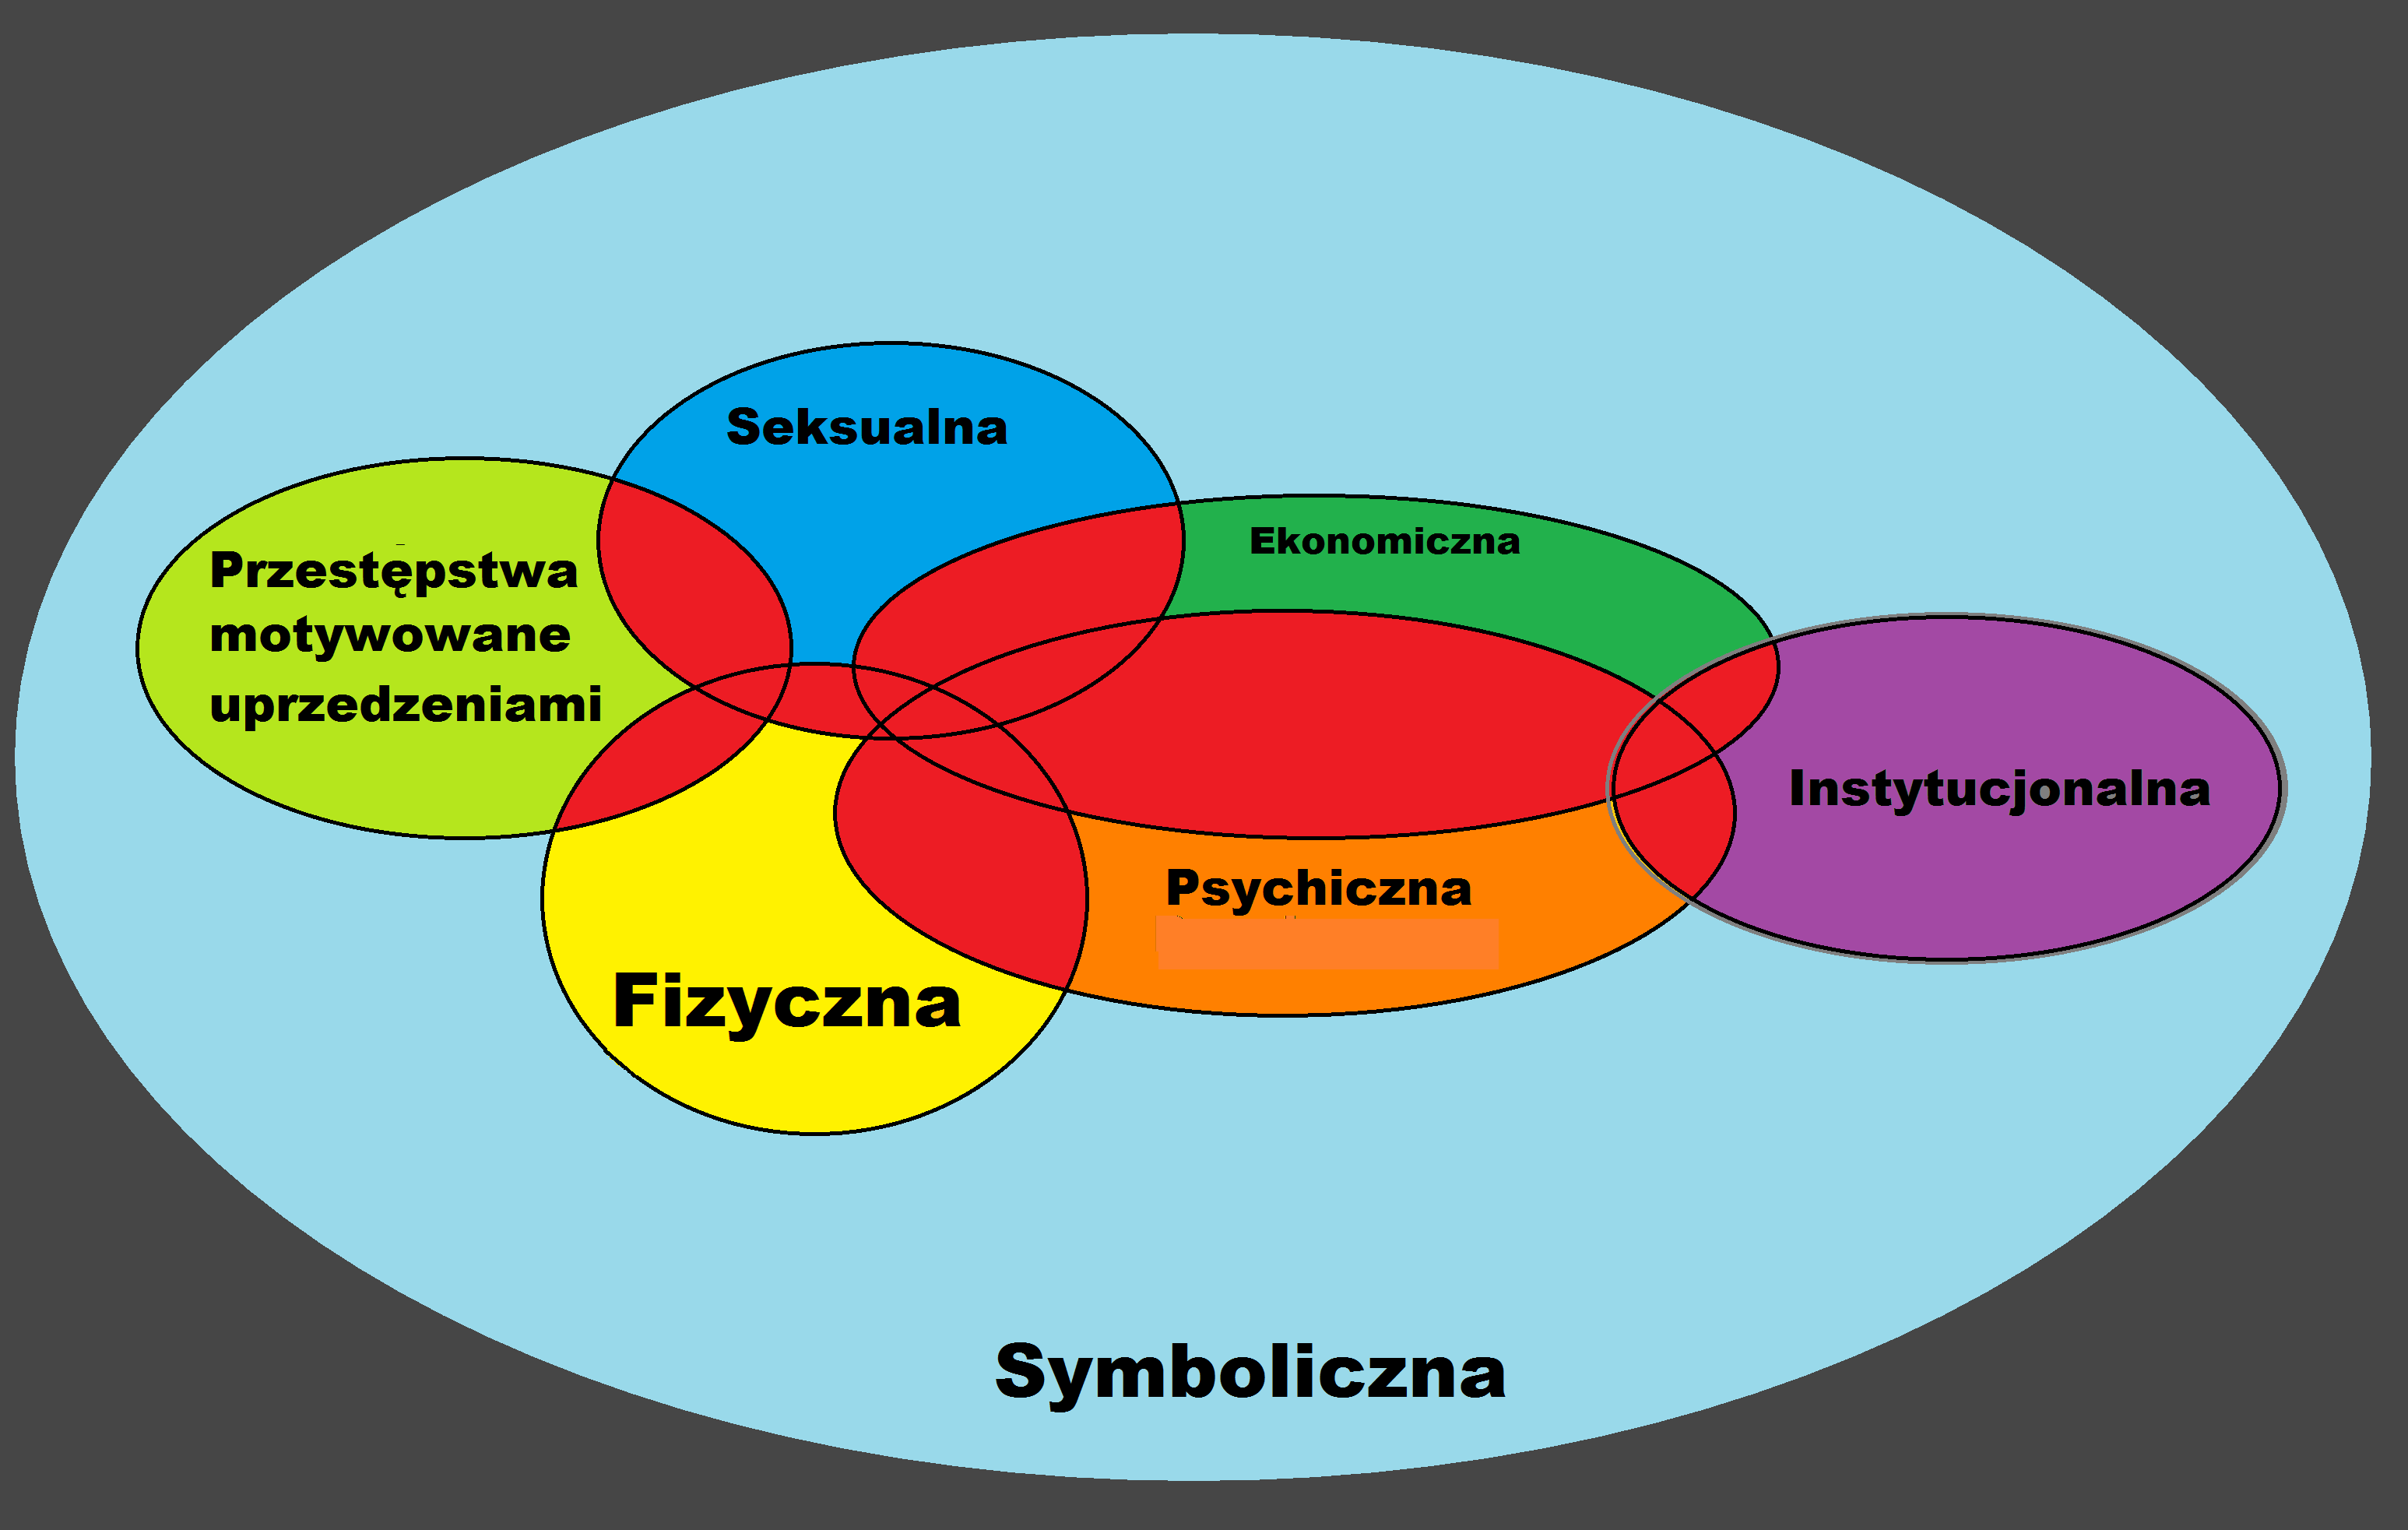 Seksualna
Ekonomiczna
Przestępstwa
motywowane
uprzedzeniami
Instytucjonalna
Psychiczna
Fizyczna
Symboliczna